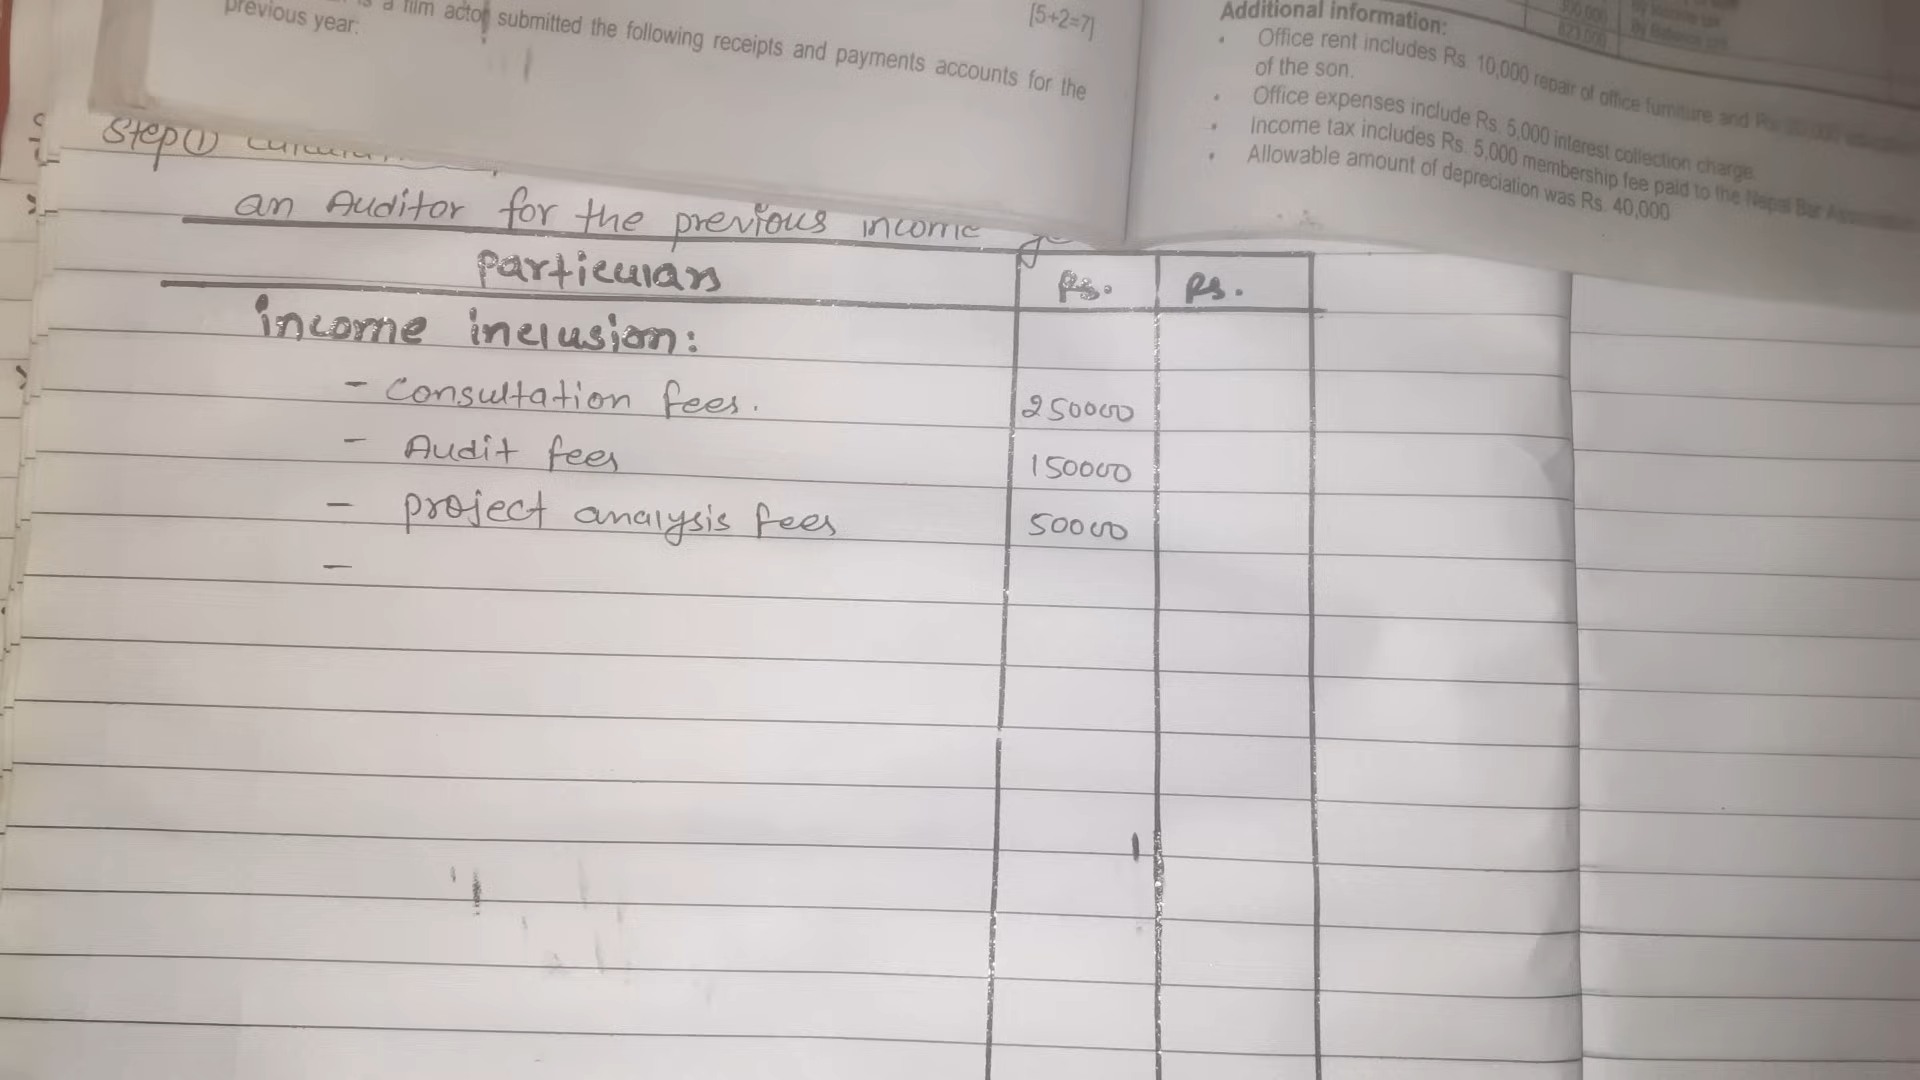 a film actor submitted the following receipts and payments accounts for the
previous year:
[5+2=7]
Additional information:
Office rent includes Rs. 10,000 repair of office furniture and
of the son.
Office expenses include Rs. 5,000 interest collection charge.
Income tax includes Rs. 5,000 membership fee paid to the Nepal Bar
Allowable amount of depreciation was Rs. 40,000
Step ①
an Auditor for the previous income
Particulars Rs. Rs.
income inclusion:
- Consultation fees. 250000
- Audit fees 150000
- project analysis fees 50000
-